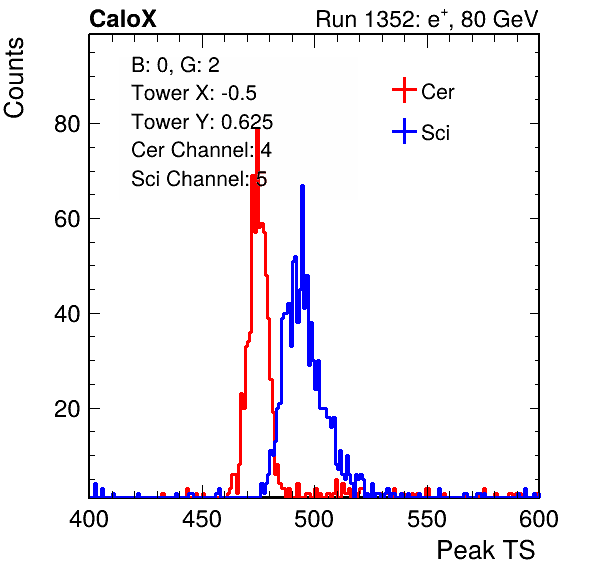 CaloX
Run 1352: e+, 80 GeV
Counts
B: 0, G: 2
Tower X: -0.5
Tower Y: 0.625
Cer Channel: 4
Sci Channel: 5
Cer
Sci
80
60
40
20
400 450 500 550 600
Peak TS